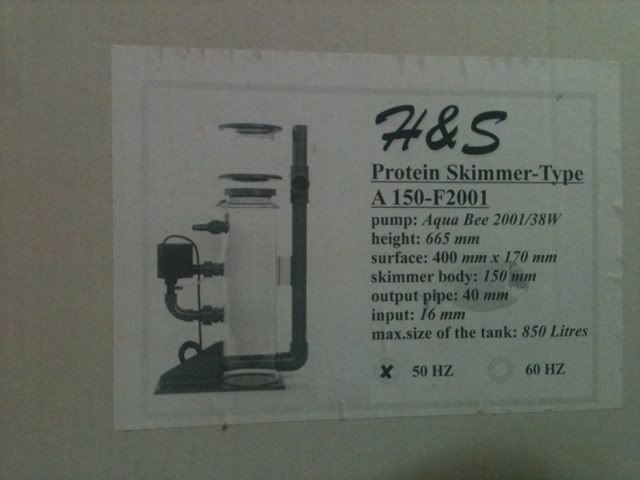 H&S
Protein Skimmer-Type
A 150-F2001
pump: Aqua Bee 2001/38W
height: 665 mm
surface: 400 mm x 170 mm
skimmer body: 150 mm
output pipe: 40 mm
input: 16 mm
max.size of the tank: 850 Litres
50 HZ 60 HZ